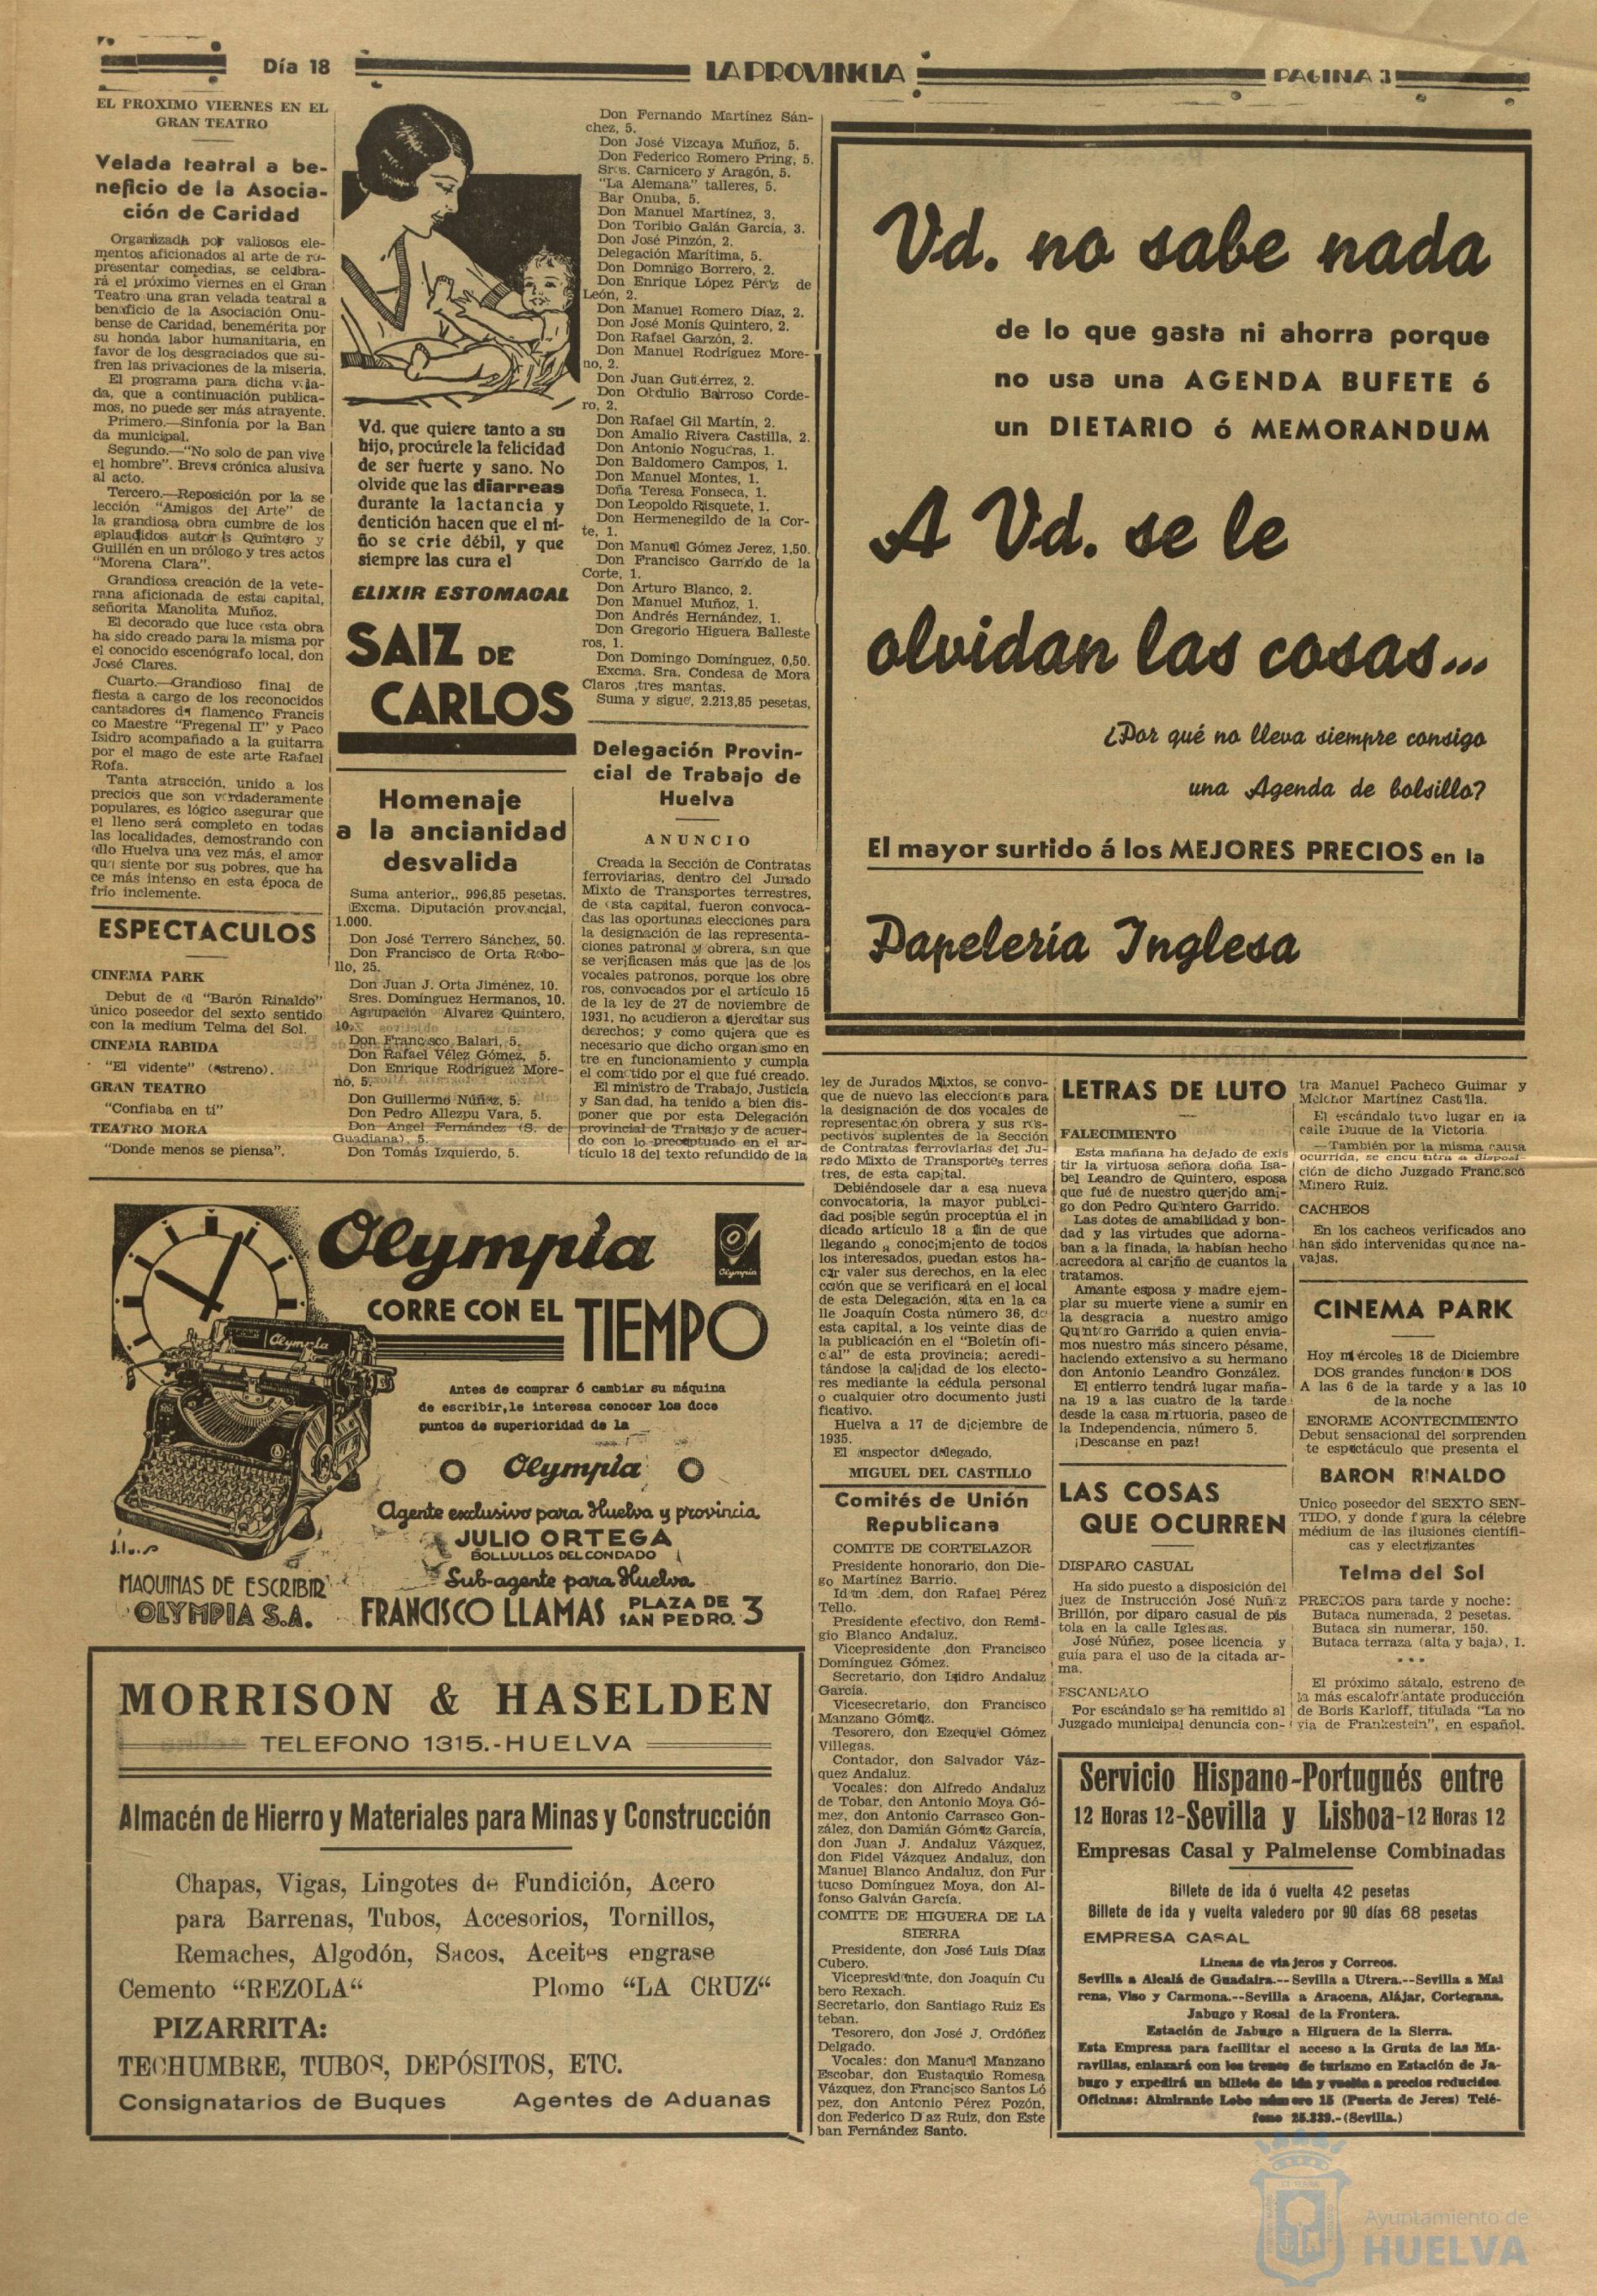 Día 18
LA PROVINCIA
PAGINA 3
EL PROXIMO VIERNES EN EL
GRAN TEATRO
Velada teatral a be-
neficio de la Asocia-
ción de Caridad
Organizada por valiosos ele-
mentos aficionados al arte de re-
presentar comedias, se celebra-
rá el próximo viernes en el Gran
Teatro una gran velada teatral a
beneficio de la Asociación Onu-
bense de Caridad, benemérita por
su honda labor humanitaria, en
favor de los desgraciados que su-
fren las privaciones de la miseria.
El programa para dicha vela-
da, que a continuación publica-
mos, no puede ser más atrayente.
Primero.—Sinfonía por la Ban
da municipal.
Segundo.—"No solo de pan vive
el hombre". Breve crónica alusiva
al acto.
Tercero.—Reposición por la se
lección "Amigos del Arte" de
la grandiosa obra cumbre de los
aplaudidos autores Quintero y
Guillén en un prólogo y tres actos
"Morena Clara".
Grandiosa creación de la vete-
rana aficionada de esta capital,
señorita Manolita Muñoz.
El decorado que luce esta obra
ha sido creado para la misma por
el conocido escenógrafo local, don
José Clares.
Cuarto.—Grandioso final de
fiesta a cargo de los reconocidos
cantadores de flamenco Francis
co Maestre "Fregenal II" y Paco
Isidro acompañado a la guitarra
por el mago de este arte Rafael
Rofa.
Tanta atracción, unido a los
precios que son verdaderamente
populares, es lógico asegurar que
el lleno será completo en todas
las localidades, demostrando con
ello Huelva una vez más, el amor
que siente por sus pobres, que ha
ce más intenso en esta época de
frío inclemente.
ESPECTACULOS
CINEMA PARK
Debut de el "Barón Rinaldo"
único poseedor del sexto sentido
con la medium Telma del Sol.
CINEMA RABIDA
"El vidente" (estreno).
GRAN TEATRO
"Confiaba en tí"
TEATRO MORA
"Donde menos se piensa".
Vd. que quiere tanto a su
hijo, procúrele la felicidad
de ser fuerte y sano. No
olvide que las diarreas
durante la lactancia y
dentición hacen que el ni-
ño se crie débil, y que
siempre las cura el
ELIXIR ESTOMACAL
SAIZ DE
CARLOS
Homenaje
a la ancianidad
desvalida
Suma anterior,, 996,85 pesetas.
Excma. Diputación provincial,
1.000.
Don José Terrero Sánchez, 50.
Don Francisco de Orta Rebo-
llo, 25.
Don Juan J. Orta Jiménez, 10.
Sres. Domínguez Hermanos, 10.
Agrupación Alvarez Quintero,
10.
Don Francisco Balari, 5.
Don Rafael Vélez Gómez, 5.
Don Enrique Rodríguez More-
no, 5.
Don Guillermo Núñez, 5.
Don Pedro Allezpu Vara, 5.
Don Angel Fernández (S. de
Guadiana), 5.
Don Tomás Izquierdo, 5.
Don Fernando Martínez Sán-
chez, 5.
Don José Vizcaya Muñoz, 5.
Don Federico Romero Pring, 5.
Sres. Carnicero y Aragón, 5.
"La Alemana" talleres, 5.
Bar Onuba, 5.
Don Manuel Martínez, 3.
Don Toribio Galán García, 3.
Don José Pinzón, 2.
Delegación Marítima, 5.
Don Domnigo Borrero, 2.
Don Enrique López Pérez de
León, 2.
Don Manuel Romero Díaz, 2.
Don José Monis Quintero, 2.
Don Rafael Garzón, 2.
Don Manuel Rodríguez More-
no, 2.
Don Juan Gutiérrez, 2.
Don Obdulio Barroso Corde-
ro, 2.
Don Rafael Gil Martín, 2.
Don Amalio Rivera Castilla, 2.
Don Antonio Nogueras, 1.
Don Baldomero Campos, 1.
Don Manuel Montes, 1.
Doña Teresa Fonseca, 1.
Don Leopoldo Rasquete, 1.
Don Hermenegildo de la Cor-
te, 1.
Don Manuel Gómez Jerez, 1,50.
Don Francisco Garrido de la
Corte, 1.
Don Arturo Blanco, 2.
Don Manuel Muñoz, 1.
Don Andrés Hernández, 1.
Don Gregorio Higuera Balleste
ros, 1.
Don Domingo Domínguez, 0,50.
Excma. Sra. Condesa de Mora
Claros ,tres mantas.
Suma y sigue, 2.213,85 pesetas,
Delegación Provin-
cial de Trabajo de
Huelva
ANUNCIO
Creada la Sección de Contratas
ferroviarias, dentro del Jurado
Mixto de Transportes terrestres,
de esta capital, fueron convoca-
das las oportunas elecciones para
la designación de las representa-
ciones patronal y obrera, sin que
se verificasen más que las de los
vocales patronos, porque los obre
ros, convocados por el artículo 15
de la ley de 27 de noviembre de
1931, no acudieron a ejercitar sus
derechos; y como quiera que es
necesario que dicho organismo en
tre en funcionamiento y cumpla
el cometido por el que fué creado.
El ministro de Trabajo, Justicia
y Sanidad, ha tenido a bien dis-
poner que por esta Delegación
provincial de Trabajo y de acuer-
do con lo preceptuado en el ar-
tículo 18 del texto refundido de la
Vd. no sabe nada
de lo que gasta ni ahorra porque
no usa una AGENDA BUFETE ó
un DIETARIO ó MEMORANDUM
A Vd. se le
olvidan las cosas...
¿Por qué no lleva siempre consigo
una Agenda de bolsillo?
El mayor surtido á los MEJORES PRECIOS en la
Papelería Inglesa
ley de Jurados Mixtos, se convo-
que de nuevo las elecciones para
la designación de dos vocales de
representación obrera y sus res-
pectivos suplentes de la Sección
de Contratas ferroviarias del Ju-
rado Mixto de Transportes terres
tres, de esta capital.
Debiéndosele dar a esa nueva
convocatoria, la mayor publici-
dad posible según proceptúa el in
dicado artículo 18 a fin de que
llegando a conocimiento de todos
los interesados, puedan estos ha-
cer valer sus derechos, en la elec
ción que se verificará en el local
de esta Delegación, sita en la ca
lle Joaquín Costa número 36, de
esta capital, a los veinte dias de
la publicación en el "Boletín ofi-
cial" de esta provincia; acredi-
tándose la calidad de los electo-
res mediante la cédula personal
o cualquier otro documento justi
ficativo.
Huelva a 17 de diciembre de
1935.
El inspector delegado,
MIGUEL DEL CASTILLO
Comités de Unión
Republicana
COMITE DE CORTELAZOR
Presidente honorario, don Die-
go Martínez Barrio.
Idem idem, don Rafael Pérez
Tello.
Presidente efectivo, don Remi-
gio Blanco Andaluz.
Vicepresidente ,don Francisco
Domínguez Gómez.
Secretario, don Isidro Andaluz
García.
Vicesecretario, don Francisco
Manzano Gómez.
Tesorero, don Ezequiel Gómez
Villegas.
Contador, don Salvador Váz-
quez Andaluz.
Vocales: don Alfredo Andaluz
de Tobar, don Antonio Moya Gó-
mez, don Antonio Carrasco Gon-
zález, don Damián Gómez García,
don Juan J. Andaluz Vázquez,
don Fidel Vázquez Andaluz, don
Manuel Blanco Andaluz, don Fur
tuoso Domínguez Moya, don Al-
fonso Galván García.
COMITE DE HIGUERA DE LA
SIERRA
Presidente, don José Luis Díaz
Cubero.
Vicepresidente, don Joaquín Cu
bero Rexach.
Secretario, don Santiago Ruiz Es
teban.
Tesorero, don José J. Ordóñez
Delgado.
Vocales: don Manuel Manzano
Escobar, don Eustaquio Romesa
Vázquez, don Francisco Santos Ló
pez, don Antonio Pérez Pozón,
don Federico Díaz Ruiz, don Este
ban Fernández Santo.
LETRAS DE LUTO
FALECIMIENTO
Esta mañana ha dejado de exis
tir la virtuosa señora doña Isa-
bel Leandro de Quintero, esposa
que fué de nuestro querido ami-
go don Pedro Quintero Garrido.
Las dotes de amabilidad y bon-
dad y las virtudes que adorna-
ban a la finada, la habían hecho
acreedora al cariño de cuantos la
tratamos.
Amante esposa y madre ejem-
plar su muerte viene a sumir en
la desgracia a nuestro amigo
Quintero Garrido a quien envia-
mos nuestro más sincero pésame,
haciendo extensivo a su hermano
don Antonio Leandro González.
El entierro tendrá lugar maña-
na 19 a las cuatro de la tarde
desde la casa mortuoria, paseo de
la Independencia, número 5.
¡Descanse en paz!
LAS COSAS
QUE OCURREN
DISPARO CASUAL
Ha sido puesto a disposición del
juez de Instrucción José Nuñez
Brillón, por diparo casual de pis
tola en la calle Iglesias.
José Núñez, posee licencia y
guía para el uso de la citada ar-
ma.
ESCANDALO
Por escándalo se ha remitido al
Juzgado municipal denuncia con-
tra Manuel Pacheco Guimar y
Melchor Martínez Castilla.
El escándalo tuvo lugar en la
calle Duque de la Victoria.
—También por la misma causa
ocurrida, se encuentra a disposi-
ción de dicho Juzgado Francisco
Minero Ruiz.
CACHEOS
En los cacheos verificados ano
han sido intervenidas quince na-
vajas.
CINEMA PARK
Hoy miércoles 18 de Diciembre
DOS grandes funciones DOS
A las 6 de la tarde y a las 10
de la noche
ENORME ACONTECIMIENTO
Debut sensacional del sorprenden
te espectáculo que presenta el
BARON RINALDO
Unico poseedor del SEXTO SEN-
TIDO, y donde figura la célebre
médium de las ilusiones científi-
cas y electrizantes
Telma del Sol
PRECIOS para tarde y noche:
Butaca numerada, 2 pesetas.
Butaca sin numerar, 150.
Butaca terraza (alta y baja), 1.
***
El próximo sábalo, estreno de
la más escalofriantate producción
de Boris Karloff, titulada "La no
via de Frankestein", en español.
Olympia
Olympia
CORRE CON EL TIEMPO
Olympia
Antes de comprar ó cambiar su máquina
de escribir,le interesa conocer los doce
puntos de superioridad de la
Olympia
Agente exclusivo para Huelva y provincia
JULIO ORTEGA
BOLLULLOS DEL CONDADO
Sub-agente para Huelva
MAQUINAS DE ESCRIBIR
OLYMPIA S.A.
FRANCISCO LLAMAS PLAZA DE
SAN PEDRO. 3
MORRISON & HASELDEN
TELEFONO 1315.-HUELVA
Almacén de Hierro y Materiales para Minas y Construcción
Chapas, Vigas, Lingotes de Fundición, Acero
para Barrenas, Tubos, Accesorios, Tornillos,
Remaches, Algodón, Sacos, Aceites engrase
Cemento "REZOLA" Plomo "LA CRUZ"
PIZARRITA:
TECHUMBRE, TUBOS, DEPÓSITOS, ETC.
Consignatarios de Buques Agentes de Aduanas
Servicio Hispano-Portugués entre
12 Horas 12-Sevilla y Lisboa-12 Horas 12
Empresas Casal y Palmelense Combinadas
Billete de ida ó vuelta 42 pesetas
Billete de ida y vuelta valedero por 90 días 68 pesetas
EMPRESA CASAL
Líneas de viajeros y Correos.
Sevilla a Alcalá de Guadaira.--Sevilla a Utrera.--Sevilla a Mai
rena, Viso y Carmona.--Sevilla a Aracena, Alájar, Cortegana,
Jabugo y Rosal de la Frontera.
Estación de Jabugo a Higuera de la Sierra.
Esta Empresa para facilitar el acceso a la Gruta de las Ma-
ravillas, enlazará con los trenes de turismo en Estación de Ja-
bugo y expedirá un billete de ida y vuelta a precios reducidos
Oficinas: Almirante Lobo número 15 (Puerta de Jerez) Telé-
fono 25.239.-(Sevilla.)
Ayuntamiento de
HUELVA